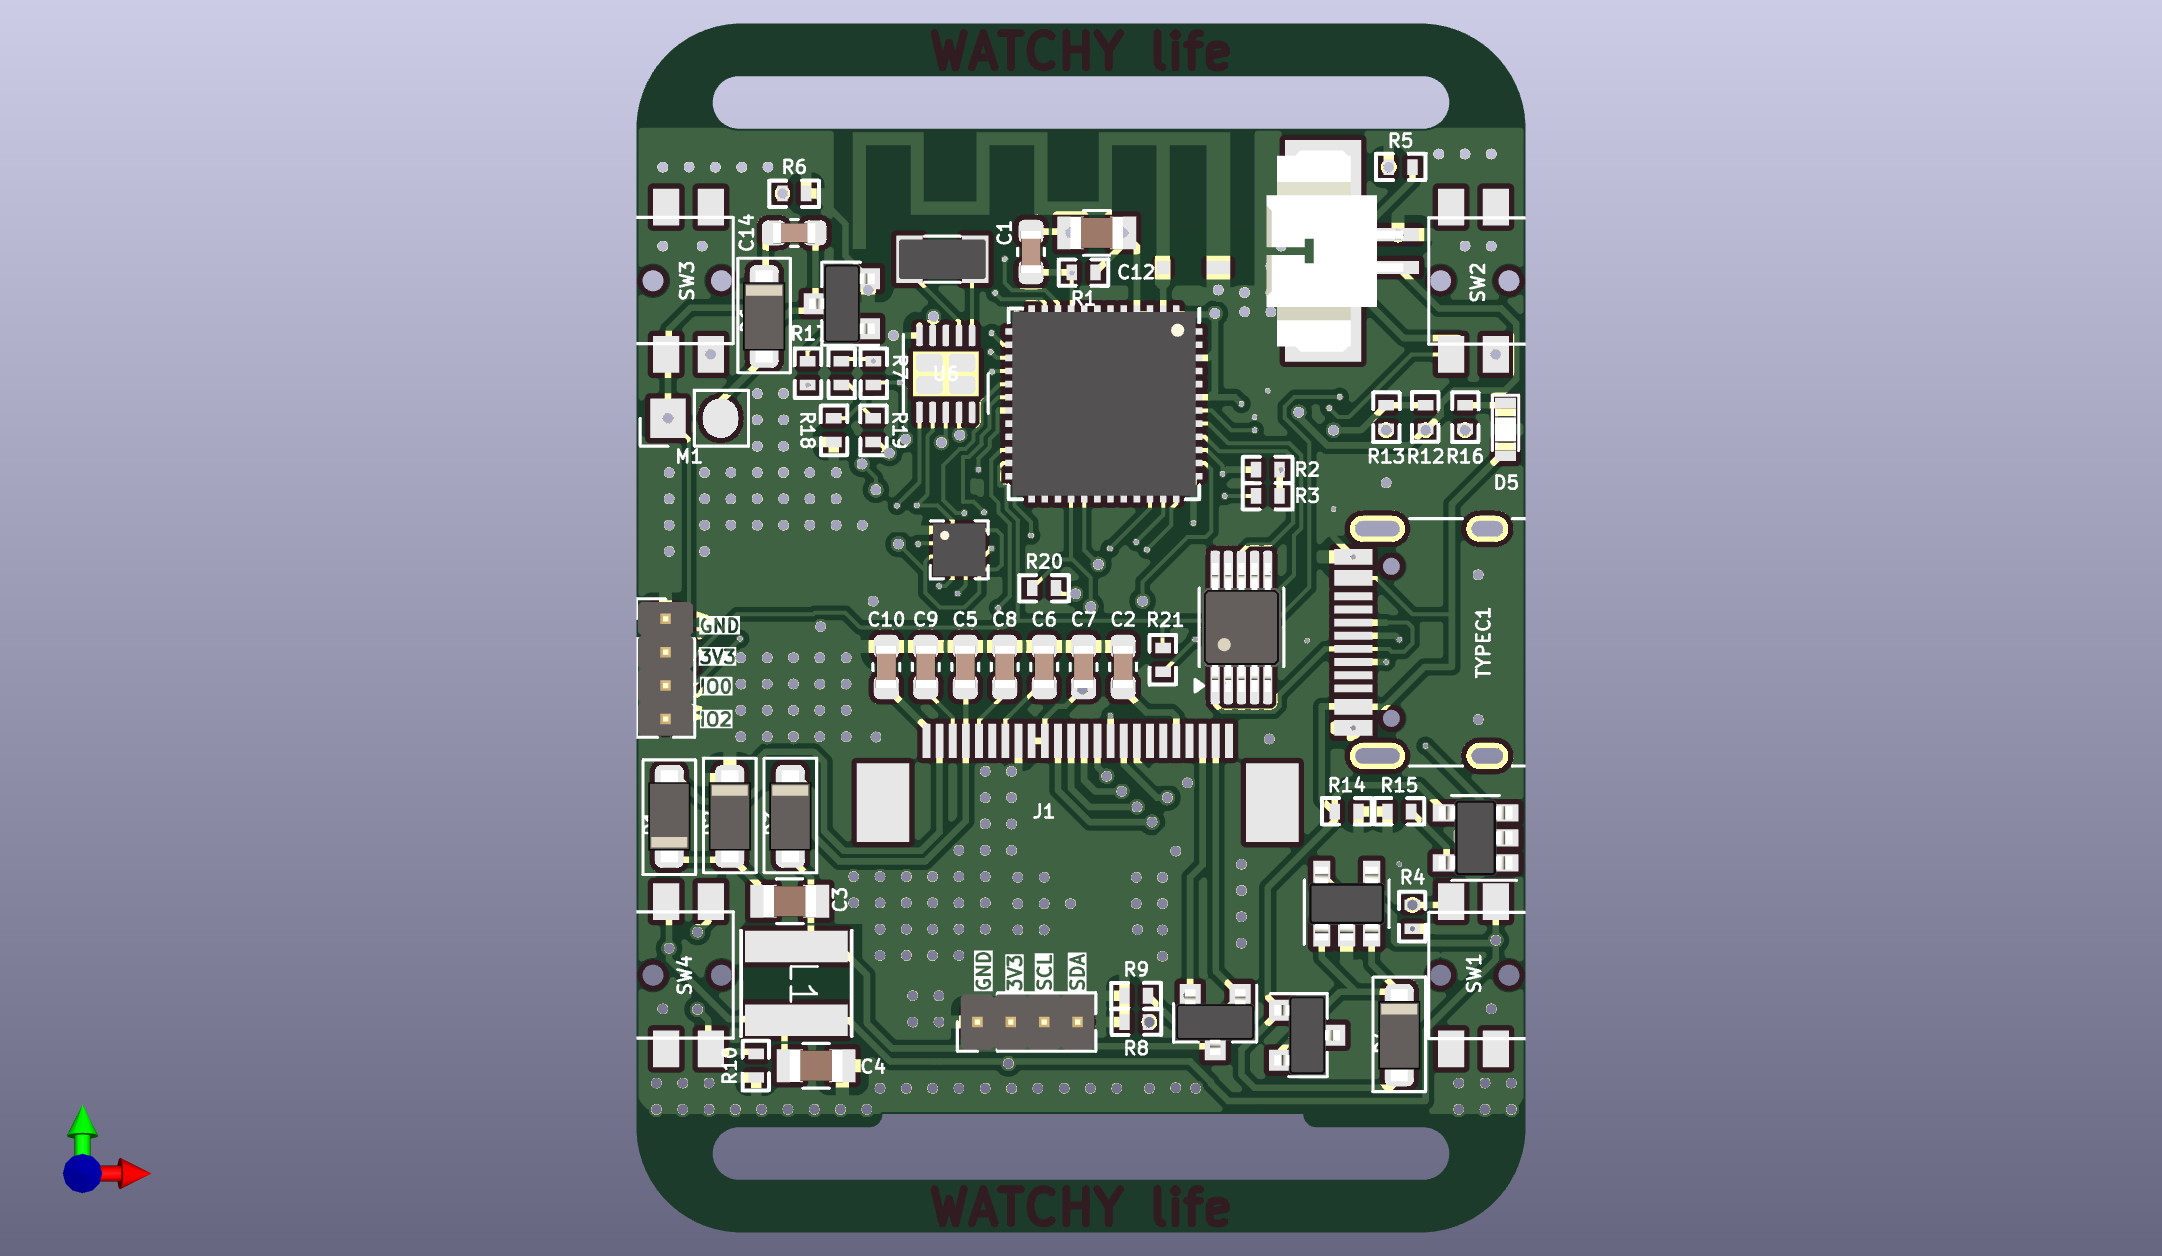 WATCHY life
R5
R6
C14
C1
SW3
C12
R1
SW2
R17
R7
U6
R18
R19
M1
R13 R12 R16
R2
D5
R3
R20
C10 C9 C5 C8 C6 C7 C2 R21
GND
3V3
IO0
IO2
TYPEC1
R14 R15
J1
R4
C3
SW4
L1
GND 3V3 SCL SDA
R9
SW1
R8
R10
C4
WATCHY life